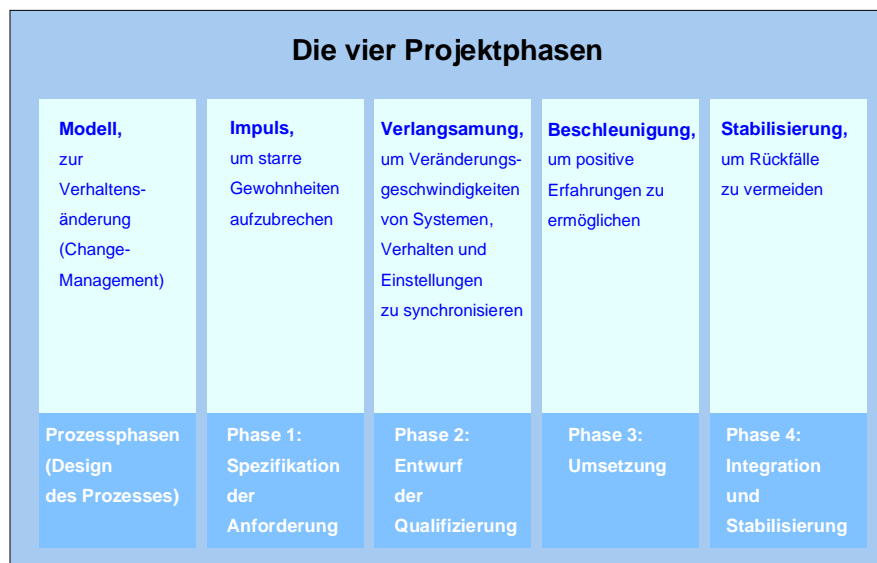 Die vier Projektphasen
Modell,
zur
Verhaltens-
änderung
(Change-
Management)
Impuls,
um starre
Gewohnheiten
aufzubrechen
Verlangsamung,
um Veränderungs-
geschwindigkeiten
von Systemen,
Verhalten und
Einstellungen
zu synchronisieren
Beschleunigung,
um positive
Erfahrungen zu
ermöglichen
Stabilisierung,
um Rückfälle
zu vermeiden
Prozessphasen
(Design
des Prozesses)
Phase 1:
Spezifikation
der
Anforderung
Phase 2:
Entwurf
der
Qualifizierung
Phase 3:
Umsetzung
Phase 4:
Integration
und
Stabilisierung